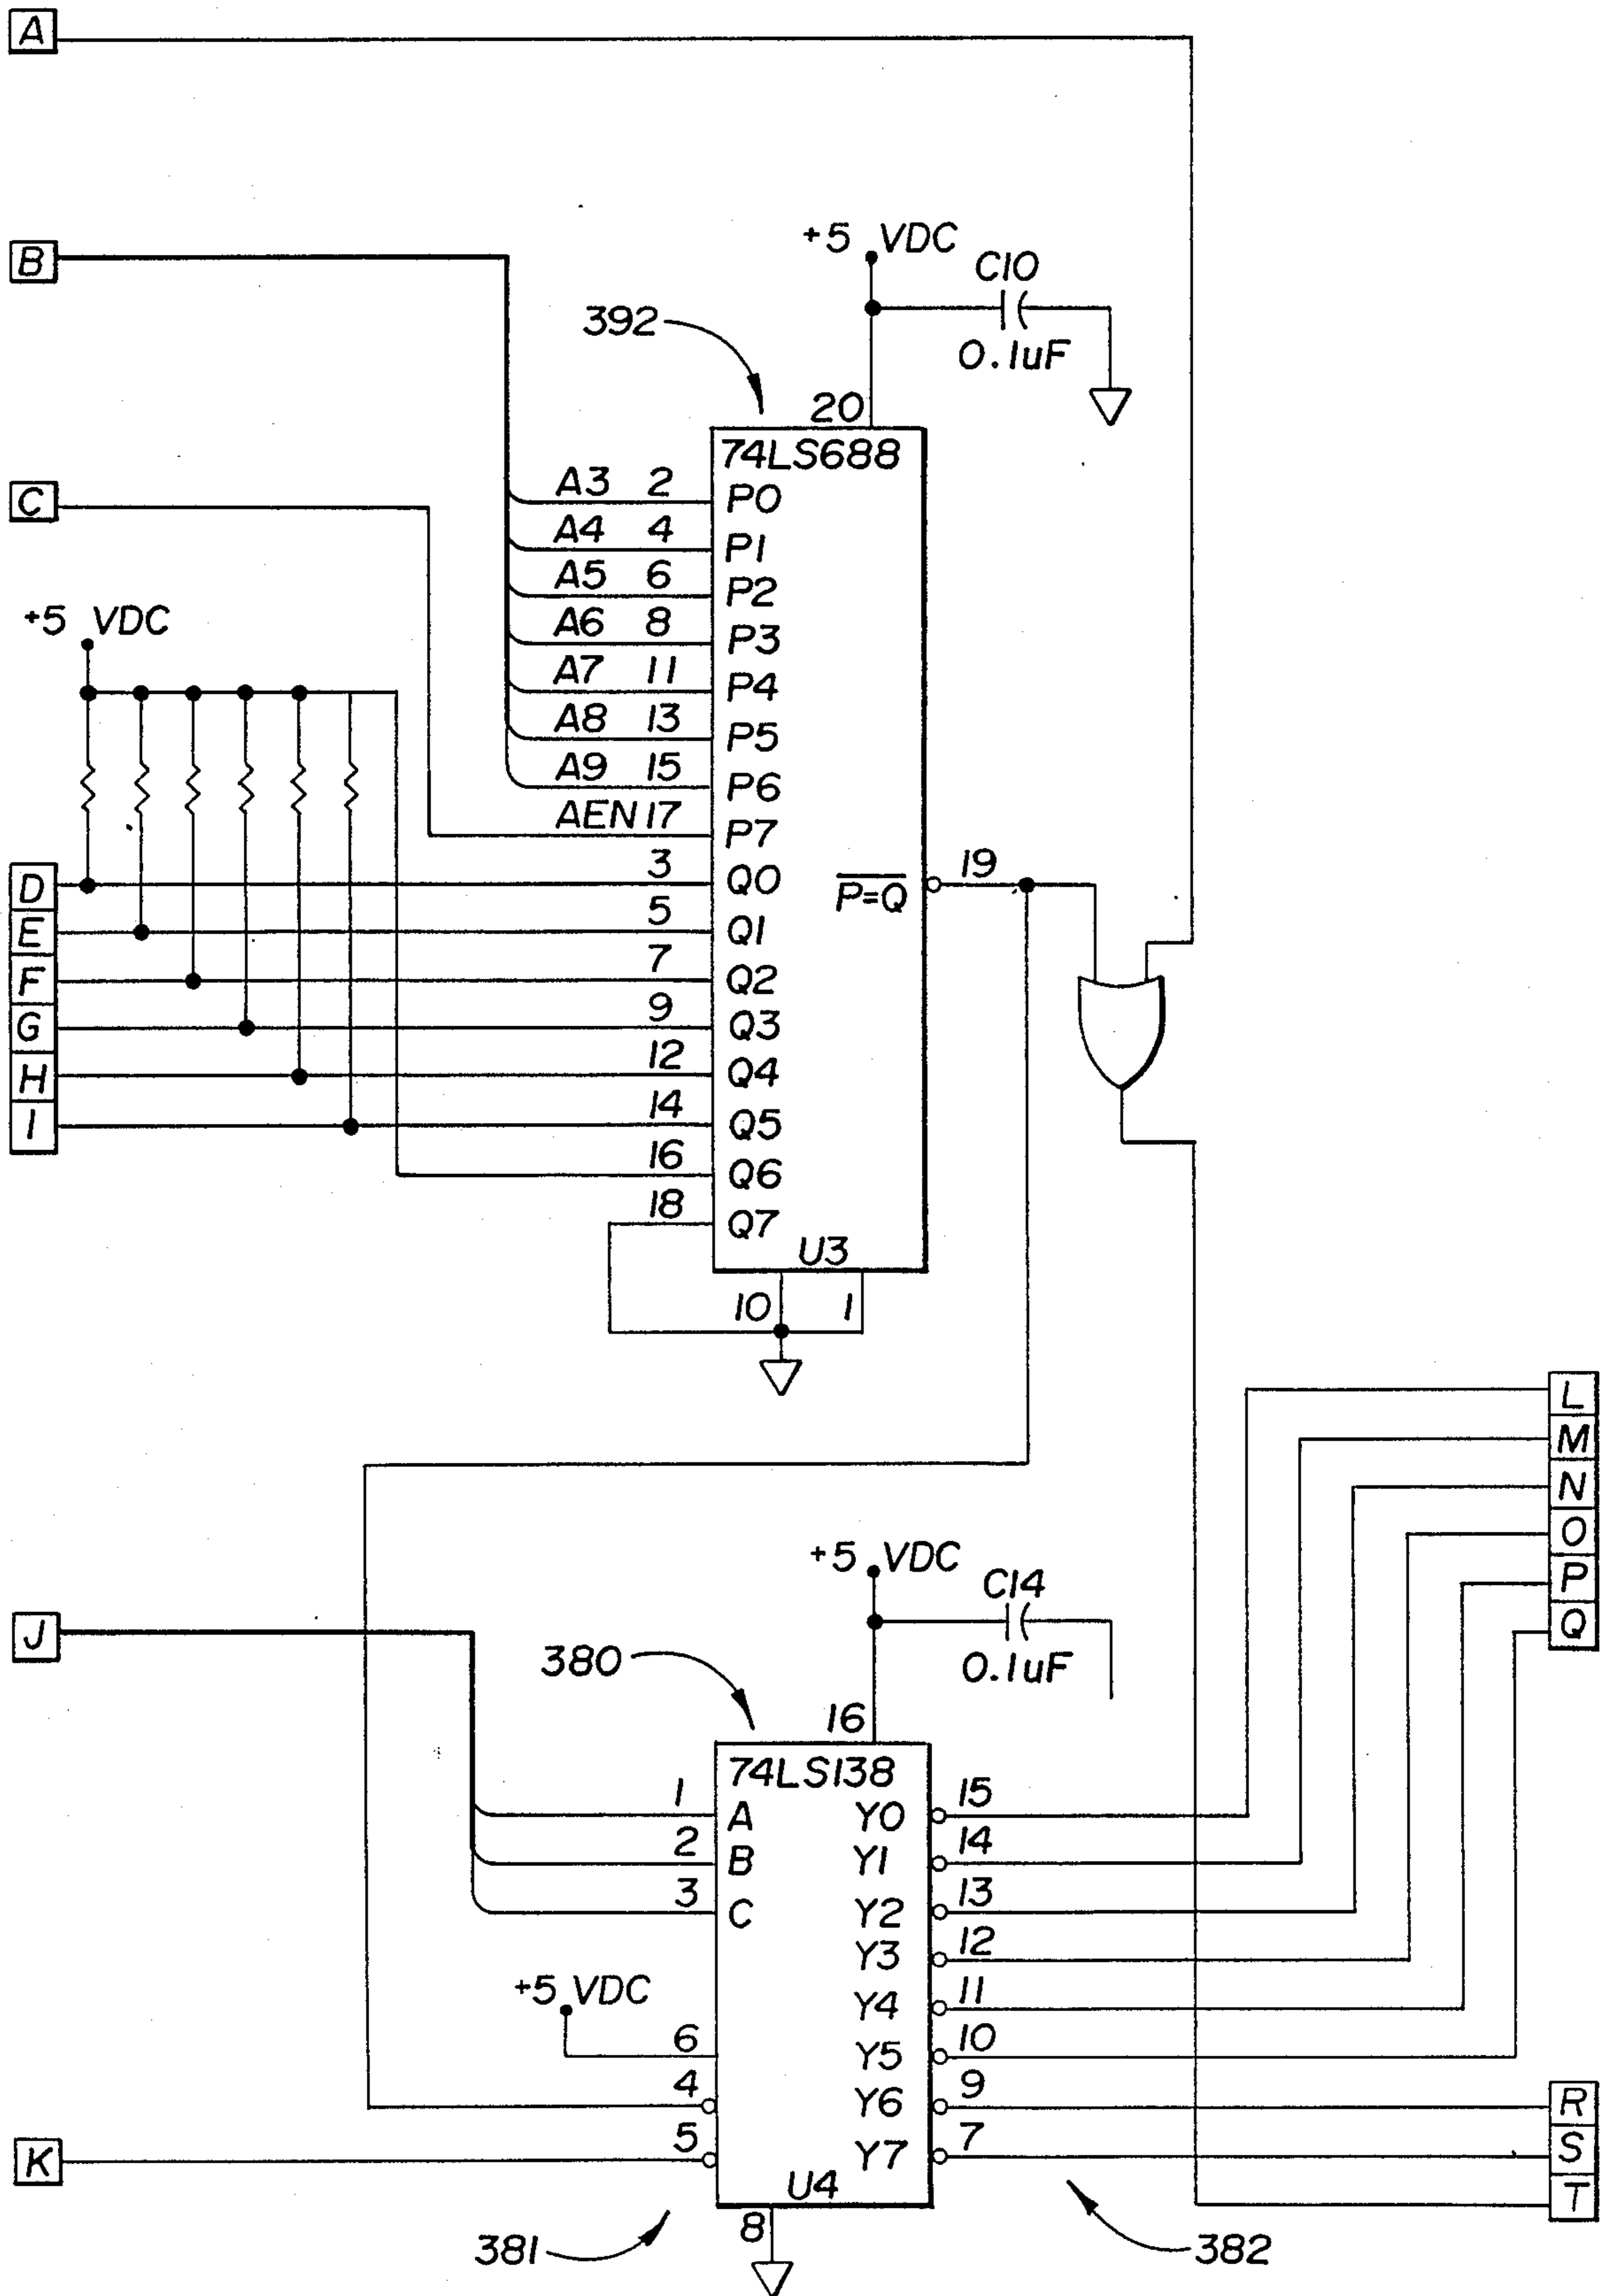 A
B
+5 VDC
C10
0.1uF
392
20
74LS688
C
A3 2 P0
A4 4 P1
A5 6 P2
A6 8 P3
A7 11 P4
A8 13 P5
A9 15 P6
AEN 17 P7
+5 VDC
D 3 Q0
P=Q 19
E 5 Q1
F 7 Q2
G 9 Q3
H 12 Q4
I 14 Q5
16 Q6
18 Q7
U3
10 1
L
M
N
O
P
Q
+5 VDC
C14
0.1uF
J
380
16
74LS138
1 A Y0 15
2 B Y1 14
3 C Y2 13
Y3 12
+5 VDC
Y4 11
6 Y5 10
4 Y6 9 R
K 5 Y7 7 S
U4 T
8
381
382